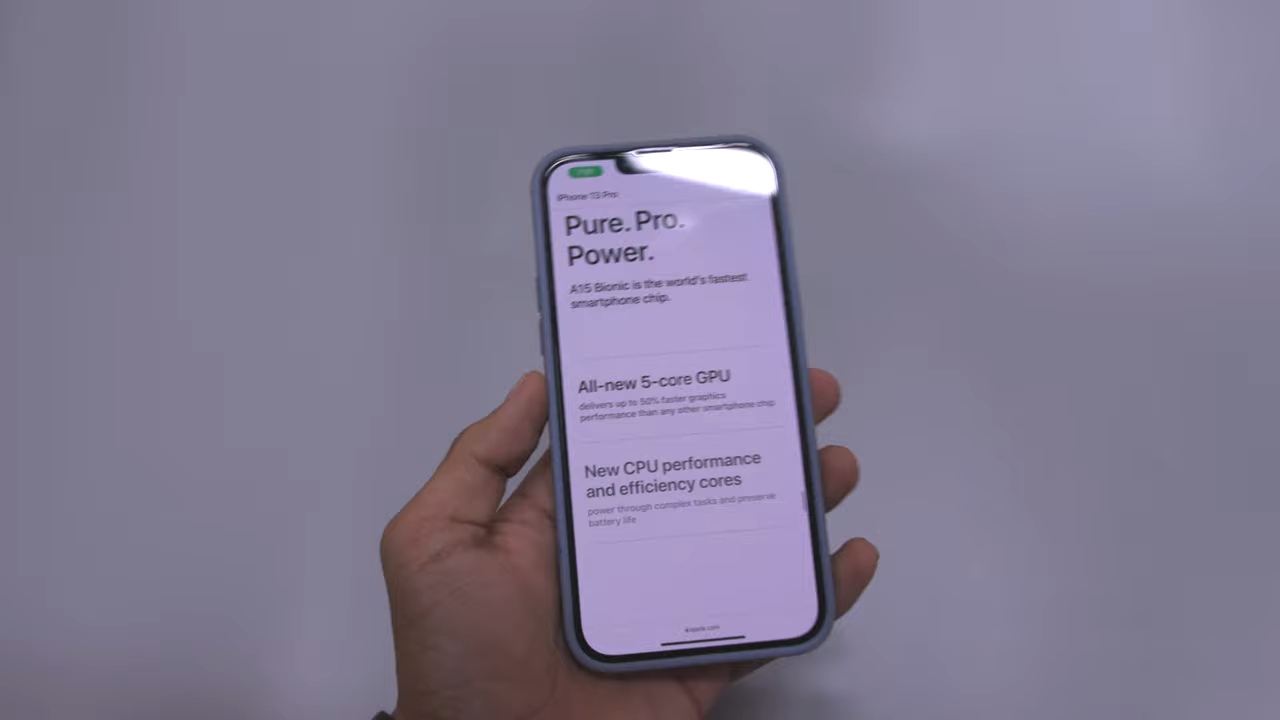 iPhone 13 Pro
Pure. Pro.
Power.
A15 Bionic is the world's fastest
smartphone chip.
All-new 5-core GPU
delivers up to 50% faster graphics
performance than any other smartphone chip
New CPU performance
and efficiency cores
power through complex tasks and preserve
battery life
apple.com